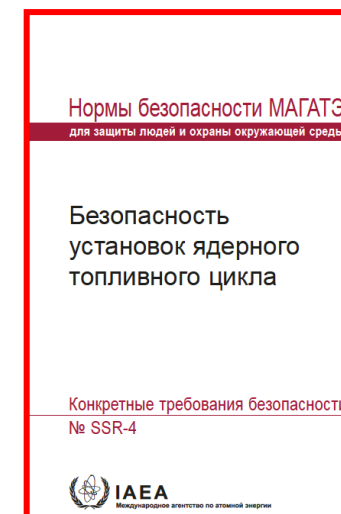 Нормы безопасности МАГАТЭ
для защиты людей и охраны окружающей среды
Безопасность
установок ядерного
топливного цикла
Конкретные требования безопасности
№ SSR-4
IAEA
Международное агентство по атомной энергии